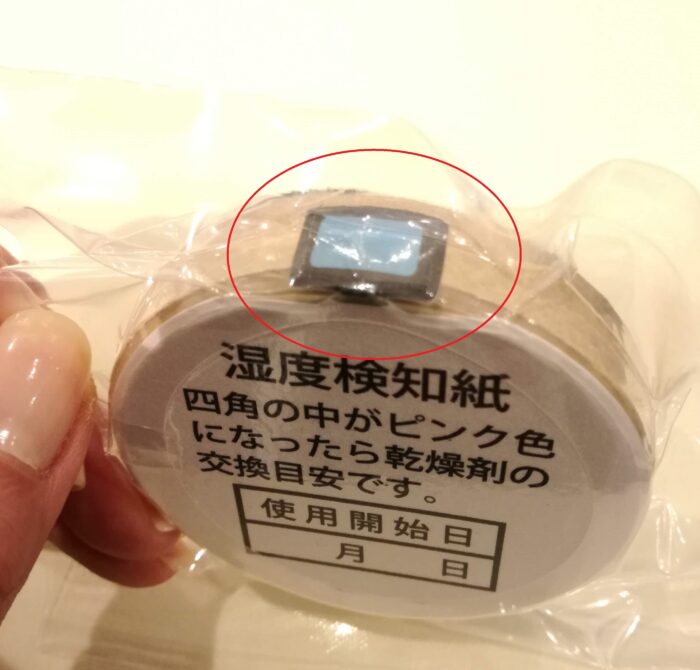 湿度検知紙
四角の中がピンク色
になったら乾燥剤の
交換目安です。
使用開始日
月 日